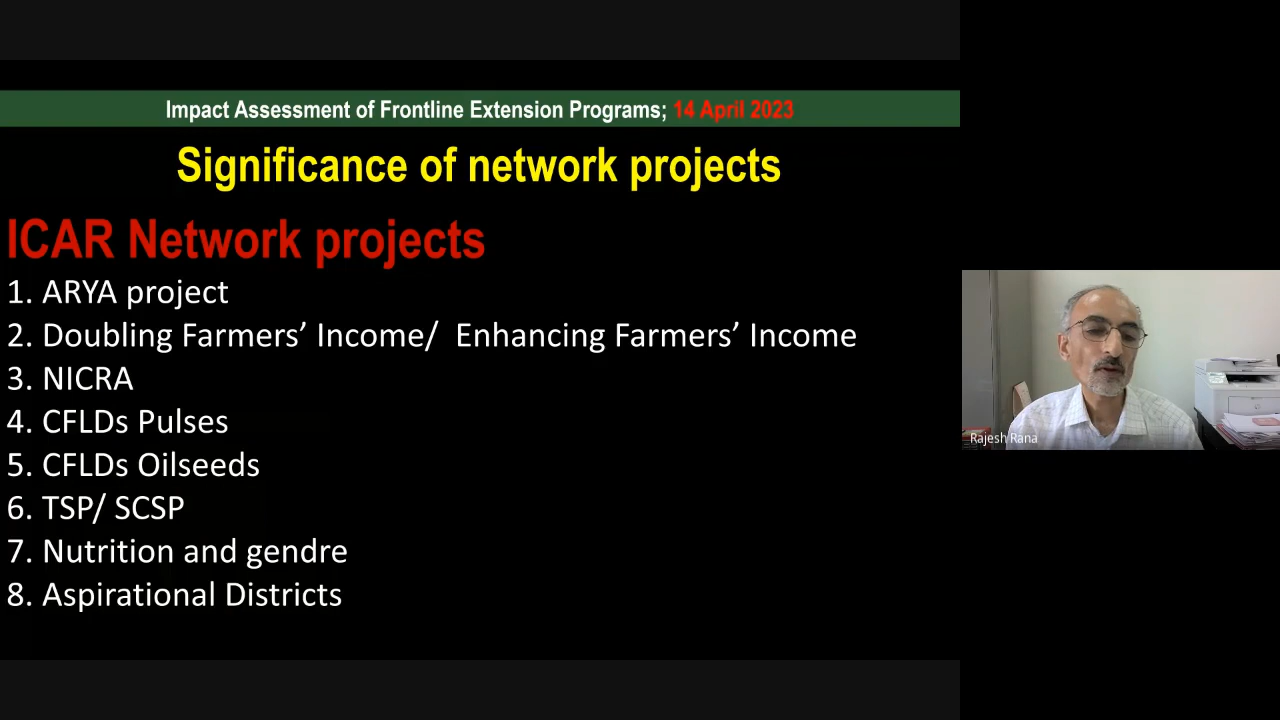 Impact Assessment of Frontline Extension Programs; 14 April 2023
Significance of network projects
ICAR Network projects
1. ARYA project
2. Doubling Farmers’ Income/ Enhancing Farmers’ Income
3. NICRA
4. CFLDs Pulses
5. CFLDs Oilseeds
6. TSP/ SCSP
7. Nutrition and gendre
8. Aspirational Districts
Rajesh Rana